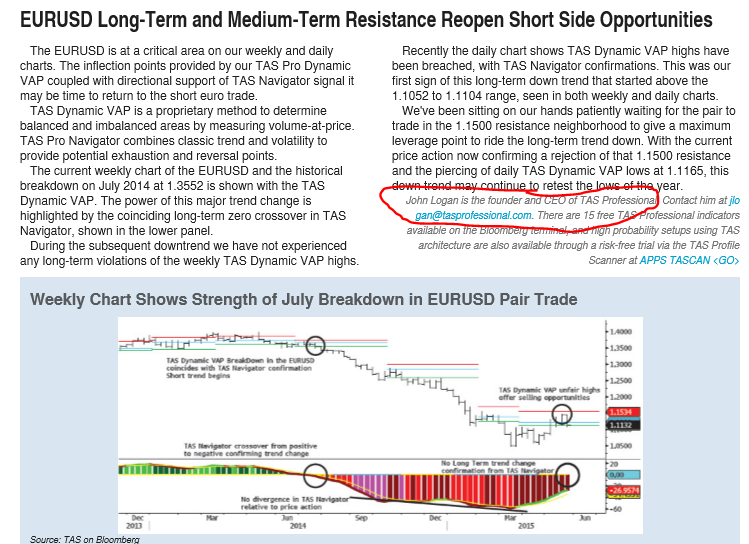 EURUSD Long-Term and Medium-Term Resistance Reopen Short Side Opportunities
The EURUSD is at a critical area on our weekly and daily
charts. The inflection points provided by our TAS Pro Dynamic
VAP coupled with directional support of TAS Navigator signal it
may be time to return to the short euro trade.
TAS Dynamic VAP is a proprietary method to determine
balanced and imbalanced areas by measuring volume-at-price.
TAS Pro Navigator combines classic trend and volatility to
provide potential exhaustion and reversal points.
The current weekly chart of the EURUSD and the historical
breakdown on July 2014 at 1.3552 is shown with the TAS
Dynamic VAP. The power of this major trend change is
highlighted by the coinciding long-term zero crossover in TAS
Navigator, shown in the lower panel.
During the subsequent downtrend we have not experienced
any long-term violations of the weekly TAS Dynamic VAP highs.
Recently the daily chart shows TAS Dynamic VAP highs have
been breached, with TAS Navigator confirmations. This was our
first sign of this long-term down trend that started above the
1.1052 to 1.1104 range, seen in both weekly and daily charts.
We've been sitting on our hands patiently waiting for the pair to
trade in the 1.1500 resistance neighborhood to give a maximum
leverage point to ride the long-term trend down. With the current
price action now confirming a rejection of that 1.1500 resistance
and the piercing of daily TAS Dynamic VAP lows at 1.1165, this
down trend may continue to retest the lows of the year.
John Logan is the founder and CEO of TAS Professional. Contact him at jlo
gan@tasprofessional.com. There are 15 free TAS Professional indicators
available on the Bloomberg terminal, and high probability setups using TAS
architecture are also available through a risk-free trial via the TAS Profile
Scanner at APPS TASCAN <GO>
Weekly Chart Shows Strength of July Breakdown in EURUSD Pair Trade
TAS Dynamic VAP BreakDown in the EURUSD
coincides with TAS Navigator confirmation
Short trend begins
TAS Dynamic VAP unfair highs
offer selling opportunities
1.4000
1.3500
1.3000
1.2500
1.2000
1.1534
1.1132
1.0500
TAS Navigator crossover from positive
to negative confirming trend change
No Long Term trend change
confirmation from TAS Navigator
No divergence in TAS Navigator
relative to price action
20
0.00
-26.9574
-60
Dec Mar Jun Sep Dec Mar Jun
2013 2014 2015
Source: TAS on Bloomberg